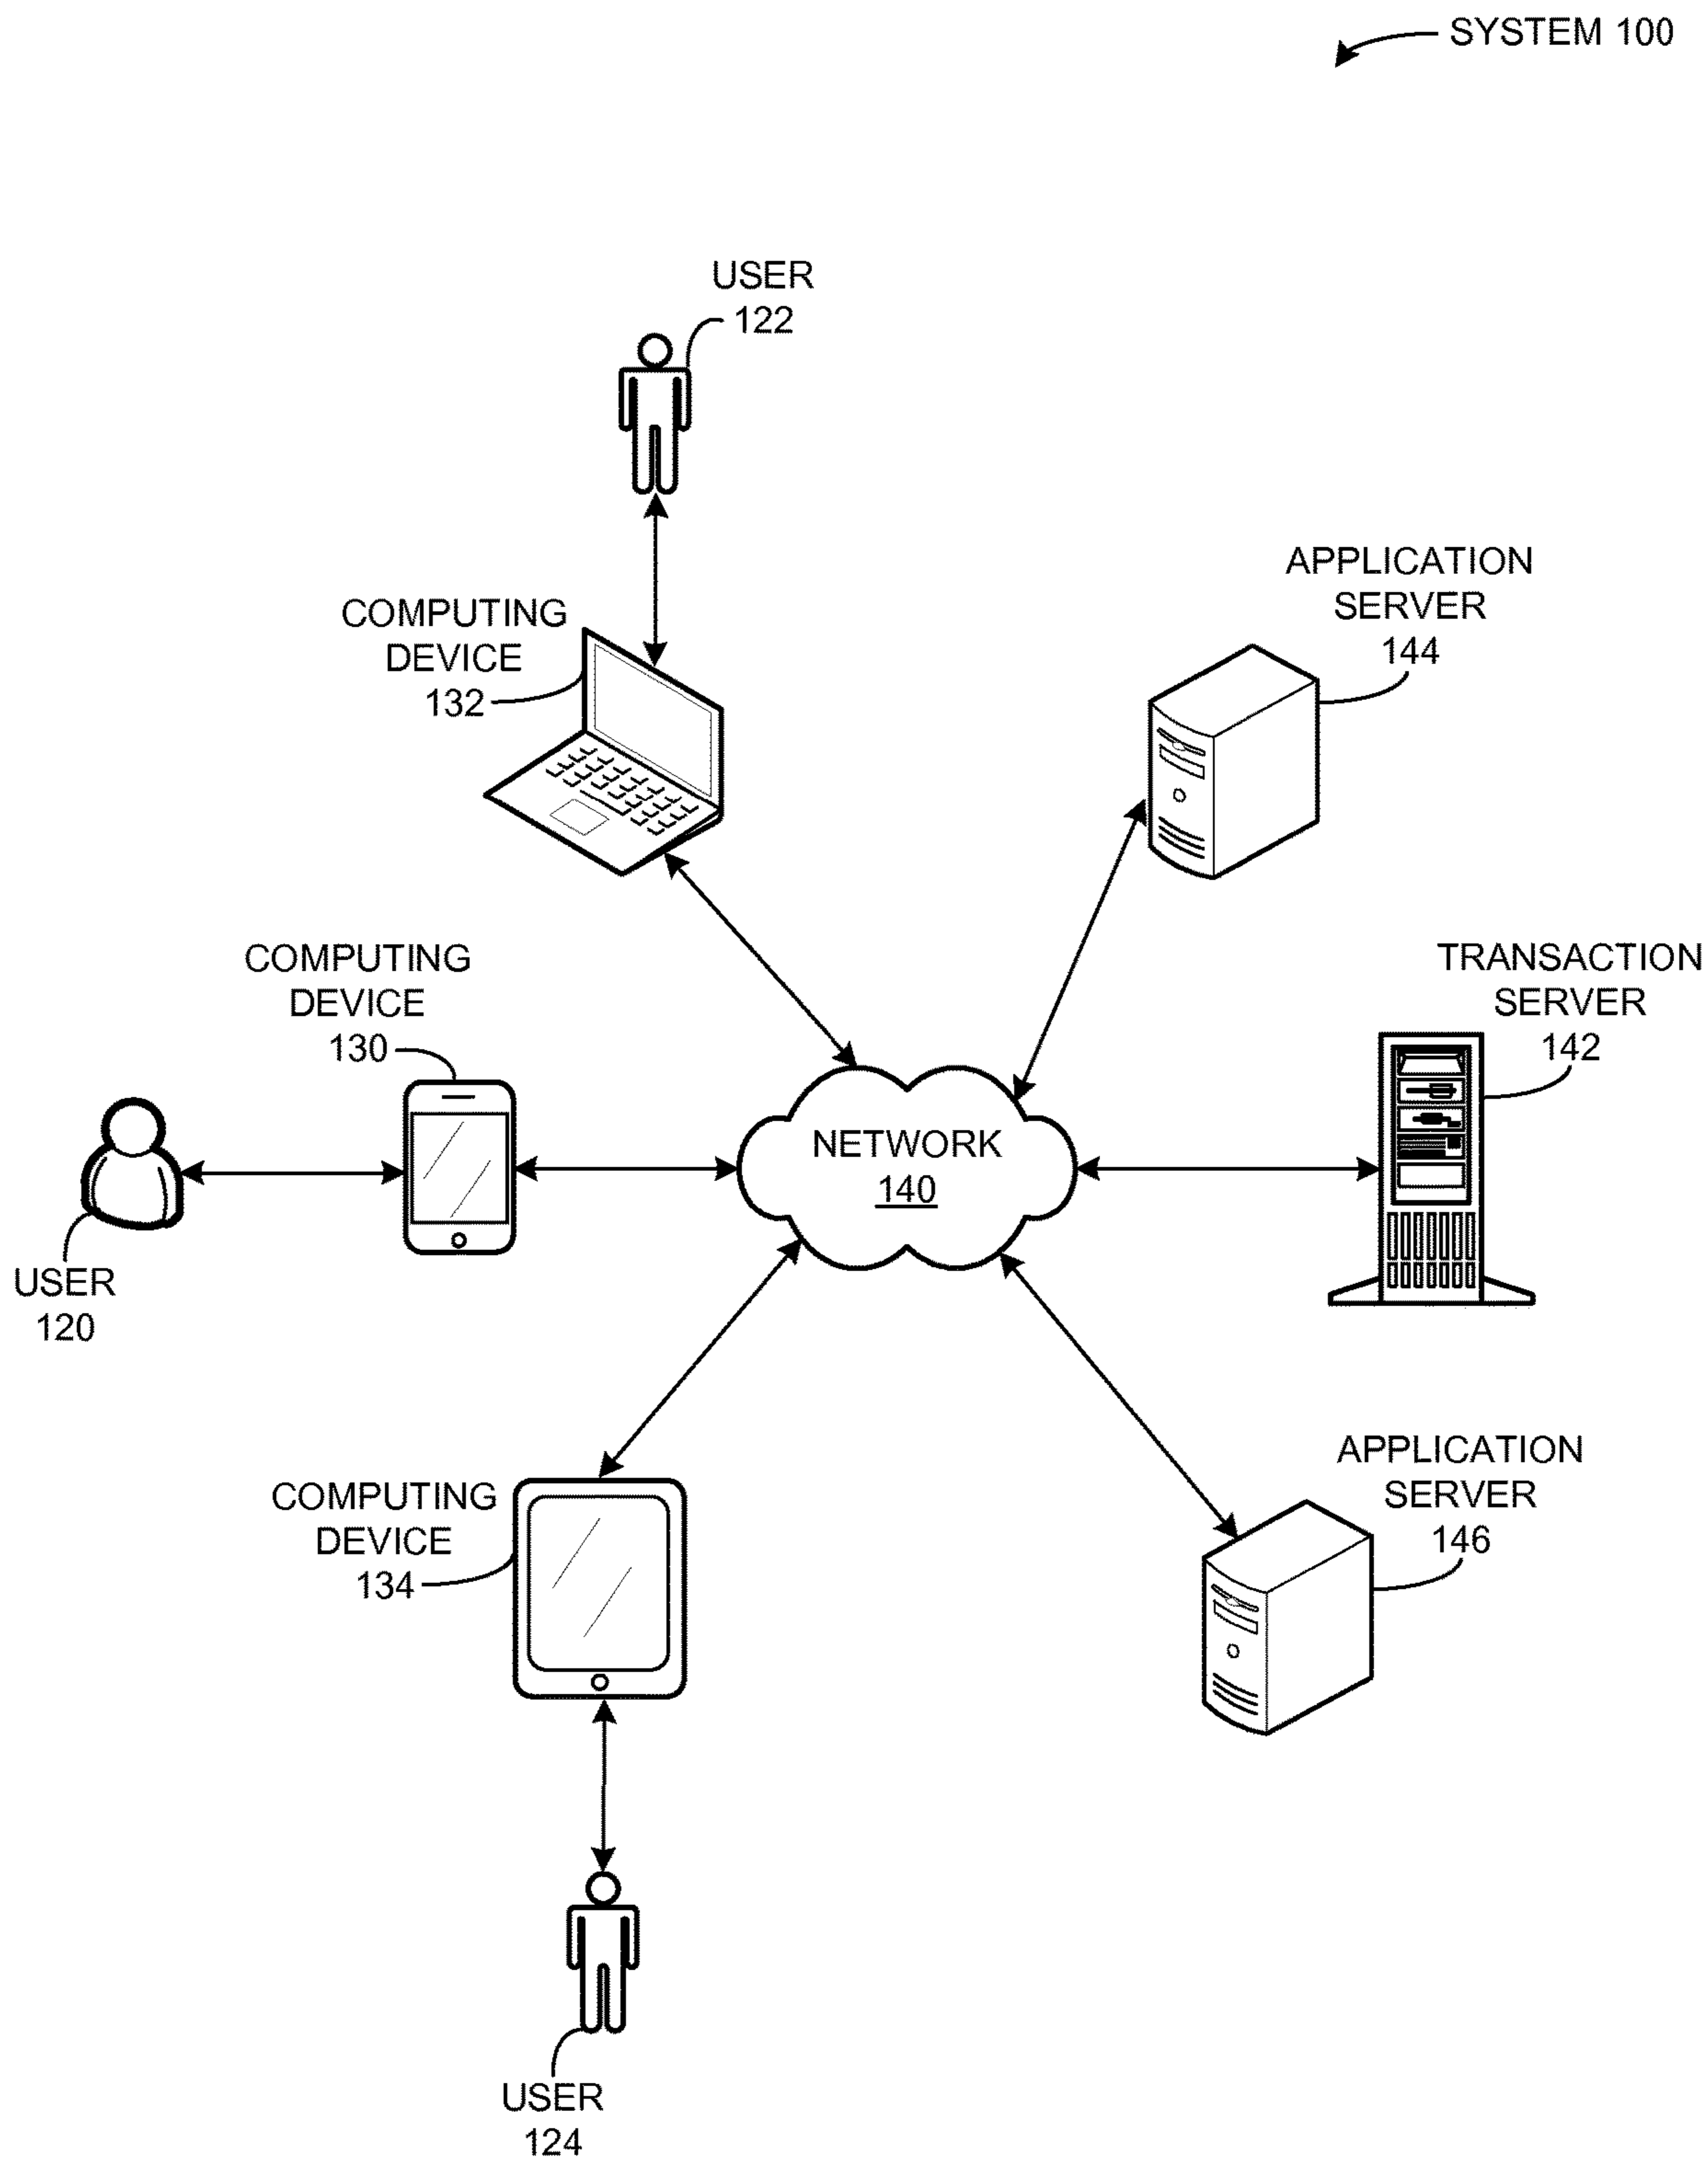 SYSTEM 100
USER
122
APPLICATION
SERVER
144
COMPUTING
DEVICE
132
COMPUTING
DEVICE
130
TRANSACTION
SERVER
142
NETWORK
140
USER
120
APPLICATION
SERVER
146
COMPUTING
DEVICE
134
USER
124